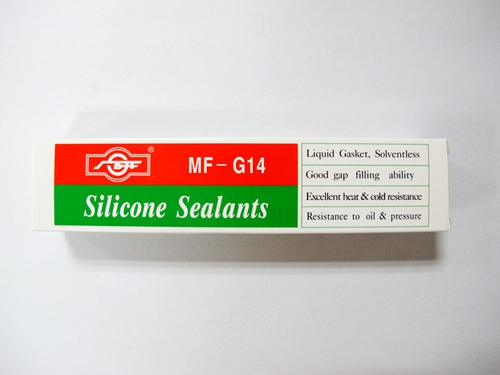 ®
MF-G14
Silicone Sealants
Liquid Gasket, Solventless
Good gap filling ability
Excellent heat & cold resistance
Resistance to oil & pressure